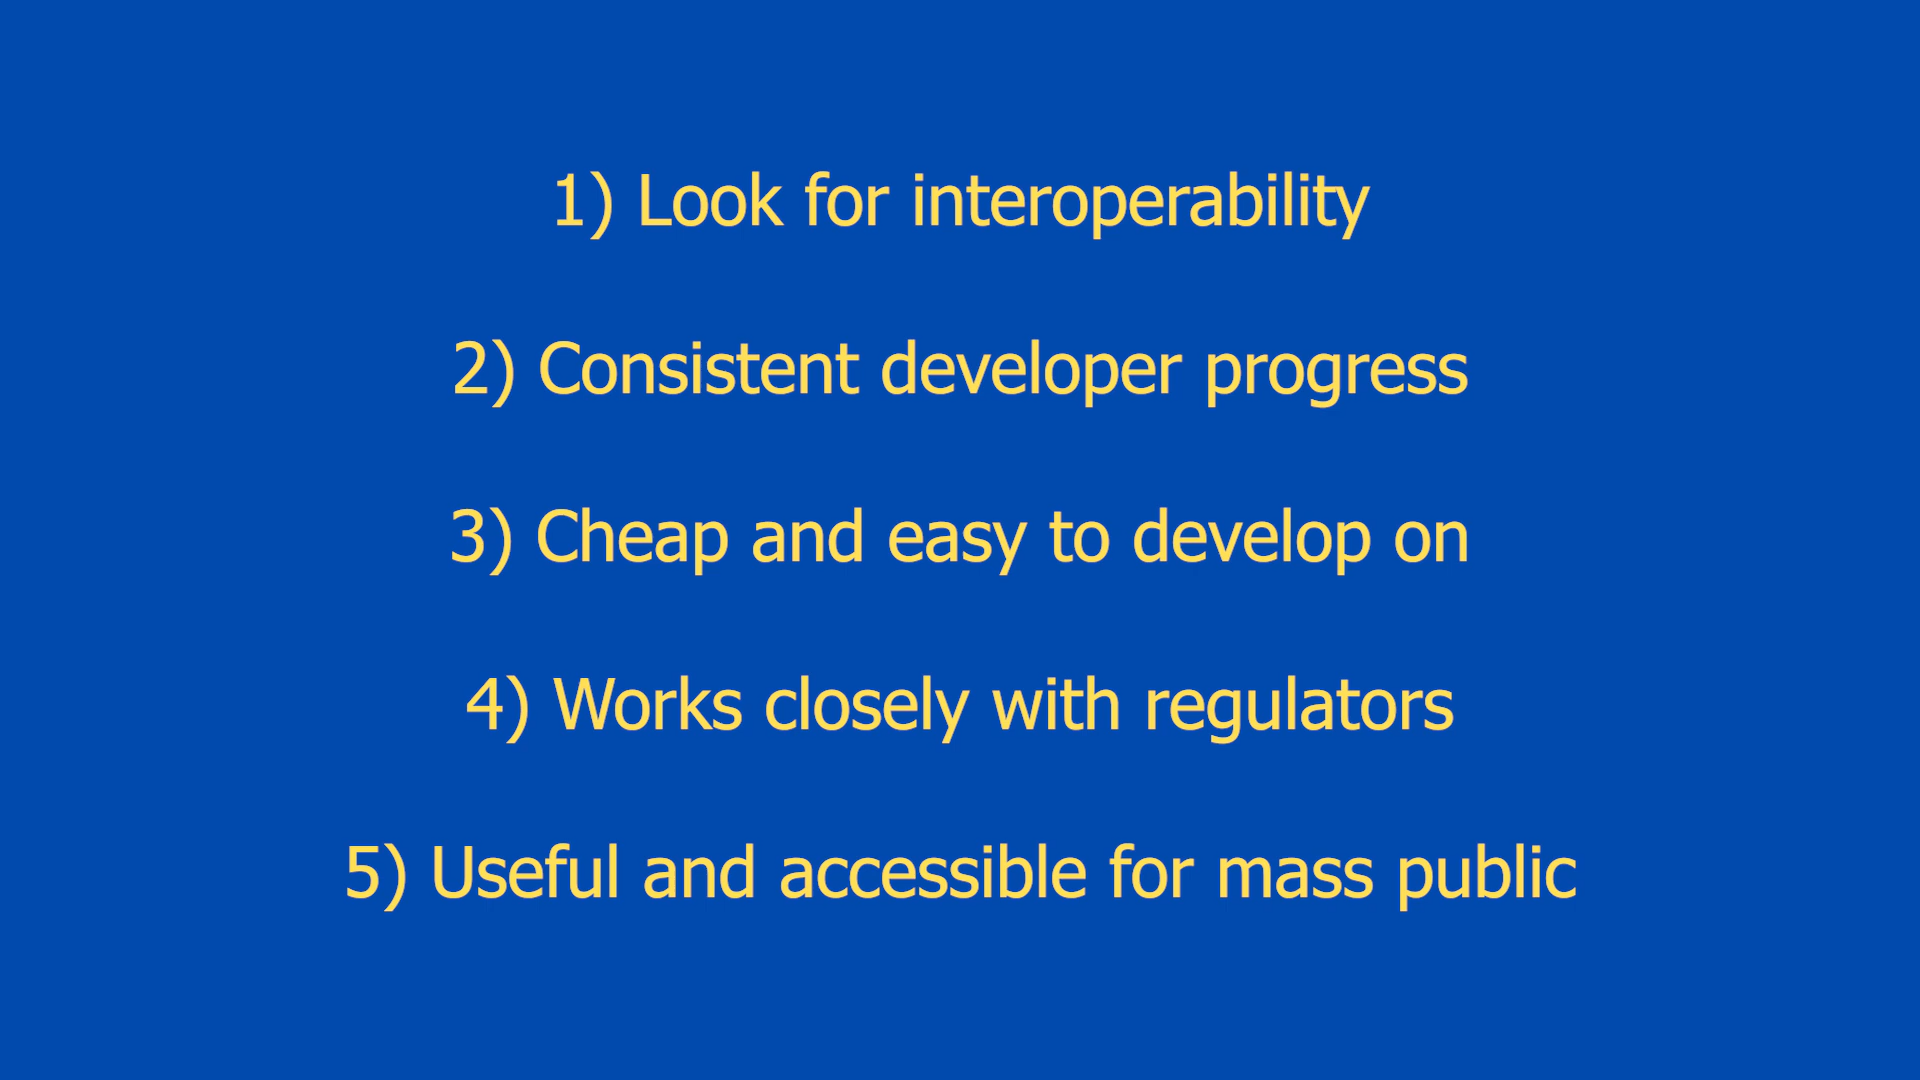 1) Look for interoperability
2) Consistent developer progress
3) Cheap and easy to develop on
4) Works closely with regulators
5) Useful and accessible for mass public